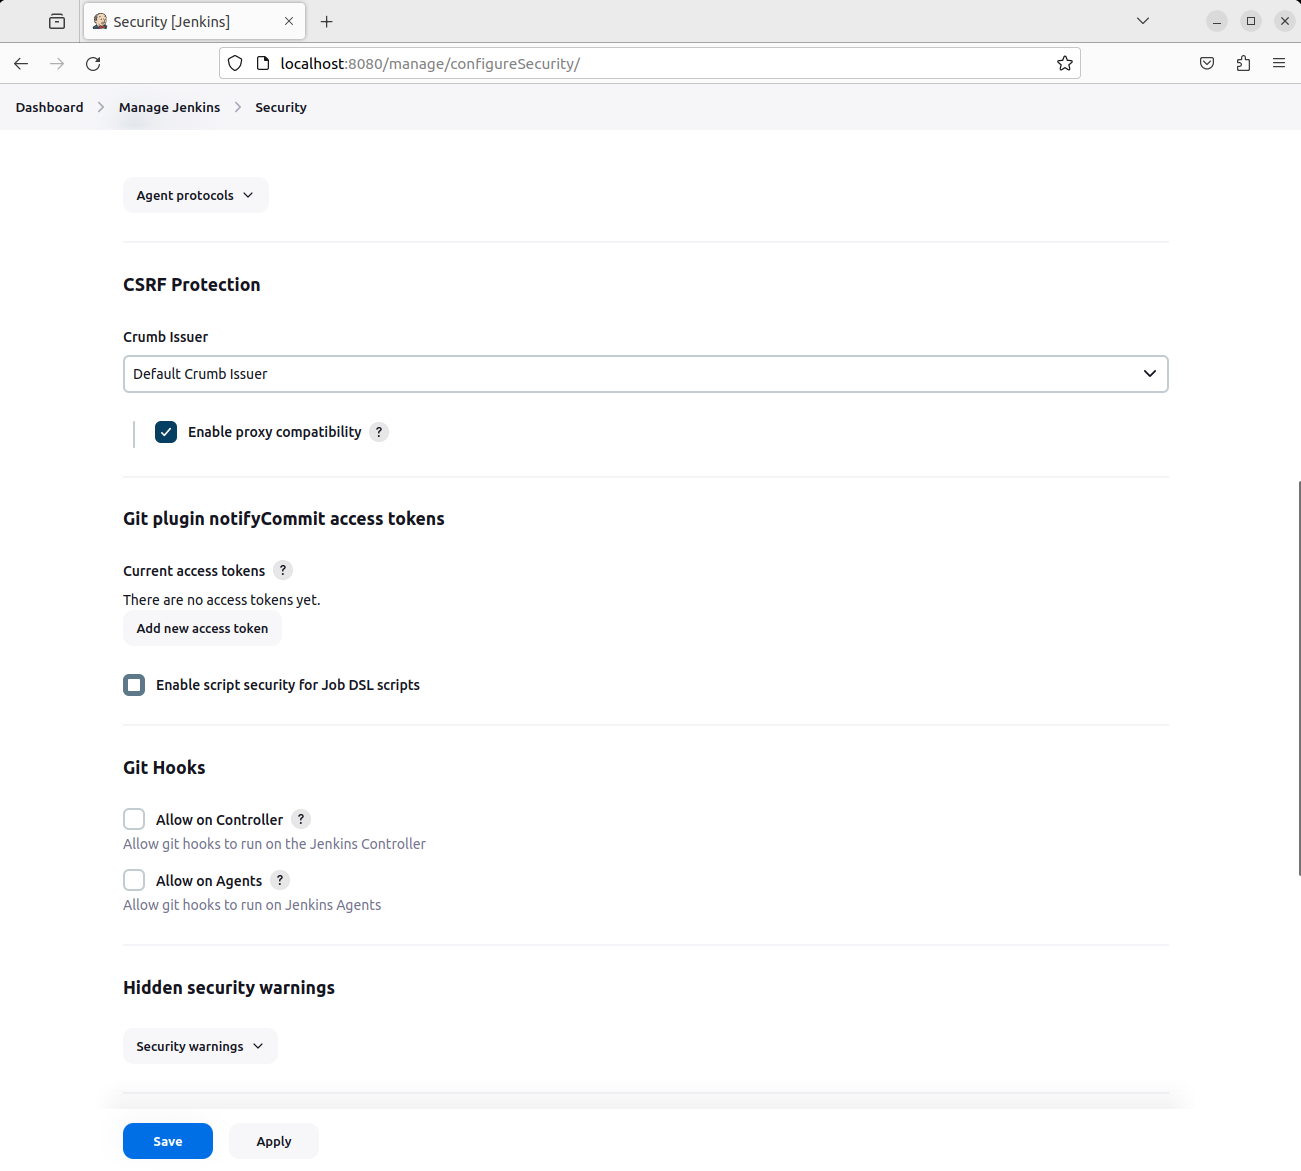 Security [Jenkins]
localhost:8080/manage/configureSecurity/
Dashboard Manage Jenkins Security
Agent protocols
CSRF Protection
Crumb Issuer
Default Crumb Issuer
Enable proxy compatibility ?
Git plugin notifyCommit access tokens
Current access tokens ?
There are no access tokens yet.
Add new access token
Enable script security for Job DSL scripts
Git Hooks
Allow on Controller ?
Allow git hooks to run on the Jenkins Controller
Allow on Agents ?
Allow git hooks to run on Jenkins Agents
Hidden security warnings
Security warnings
Save Apply